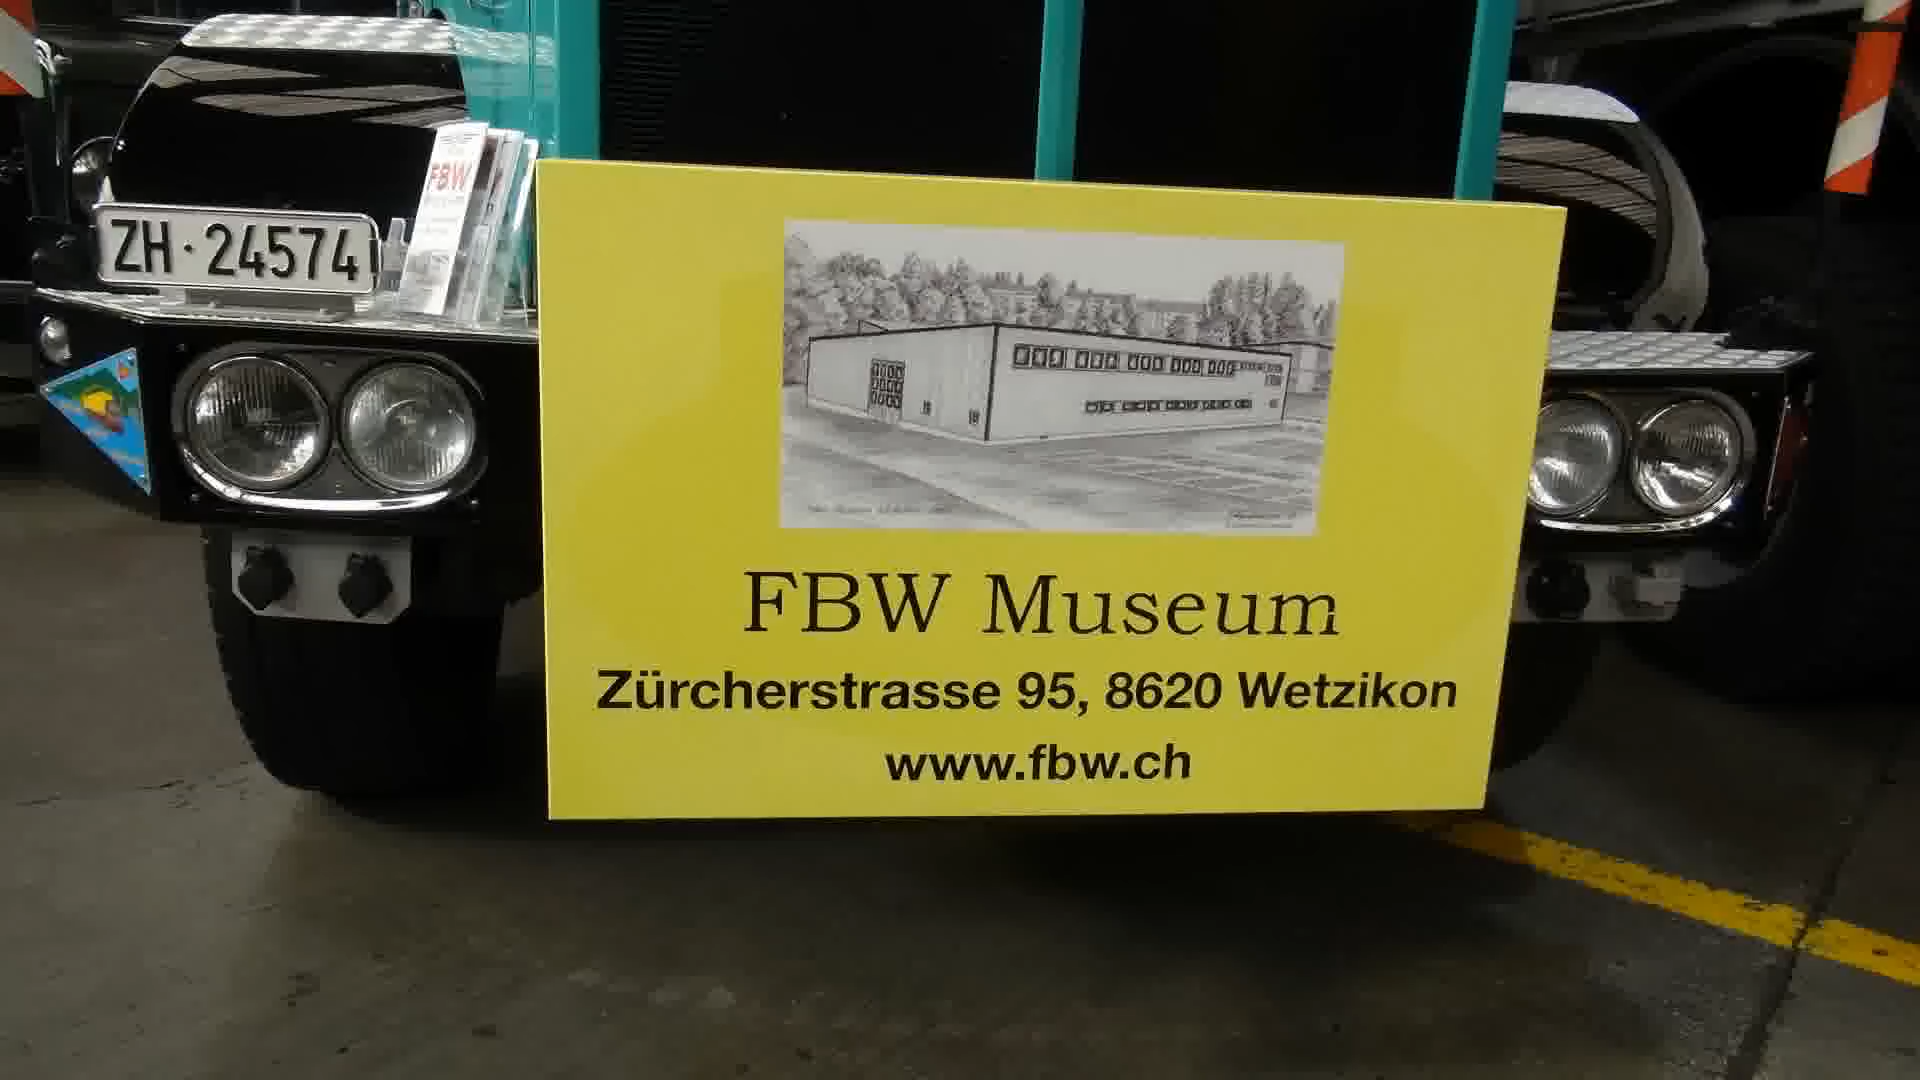 ZH·24574
FBW
FBW Museum
Zürcherstrasse 95, 8620 Wetzikon
www.fbw.ch